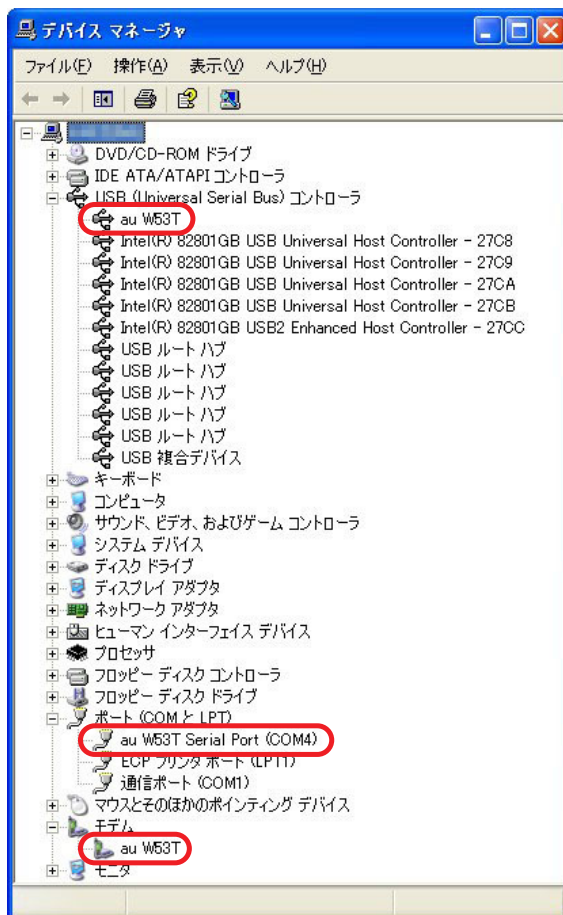 デバイス マネージャ
ファイル(F) 操作(A) 表示(V) ヘルプ(H)
DVD/CD-ROM ドライブ
IDE ATA/ATAPI コントローラ
USB (Universal Serial Bus) コントローラ
au W53T
Intel(R) 82801GB USB Universal Host Controller - 27C8
Intel(R) 82801GB USB Universal Host Controller - 27C9
Intel(R) 82801GB USB Universal Host Controller - 27CA
Intel(R) 82801GB USB Universal Host Controller - 27CB
Intel(R) 82801GB USB2 Enhanced Host Controller - 27CC
USB ルート ハブ
USB ルート ハブ
USB ルート ハブ
USB ルート ハブ
USB ルート ハブ
USB 複合デバイス
キーボード
コンピュータ
サウンド、ビデオ、およびゲーム コントローラ
システム デバイス
ディスク ドライブ
ディスプレイ アダプタ
ネットワーク アダプタ
ヒューマン インターフェイス デバイス
プロセッサ
フロッピー ディスク コントローラ
フロッピー ディスク ドライブ
ポート (COM と LPT)
au W53T Serial Port (COM4)
ECP プリンタ ポート (LPT1)
通信ポート (COM1)
マウスとそのほかのポインティング デバイス
モデム
au W53T
モニタ